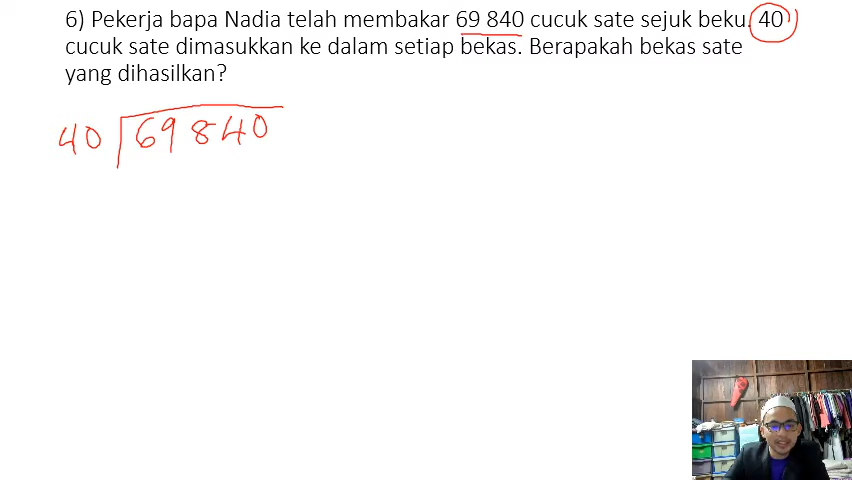 6) Pekerja bapa Nadia telah membakar 69 840 cucuk sate sejuk beku. 40
cucuk sate dimasukkan ke dalam setiap bekas. Berapakah bekas sate
yang dihasilkan?
40 69840